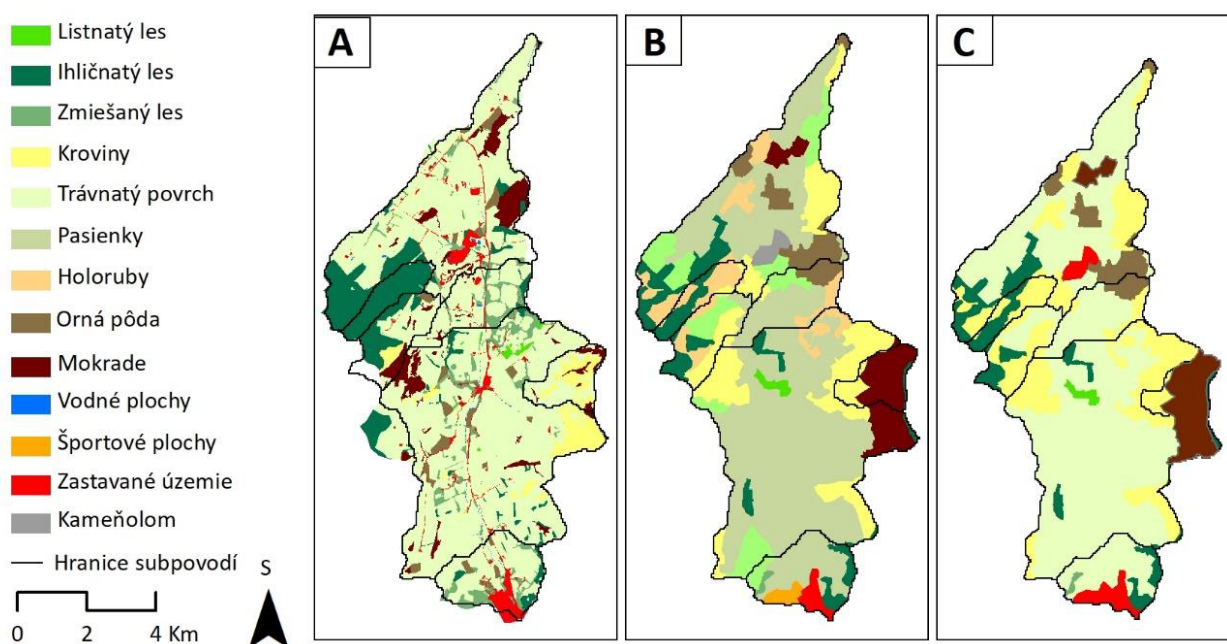 Listnatý les
Ihličnatý les
Zmiešaný les
Kroviny
Trávnatý povrch
Pasienky
Holoruby
Orná pôda
Mokrade
Vodné plochy
Športové plochy
Zastavané územie
Kameňolom
Hranice subpovodí
S
0 2 4 Km
A
B
C